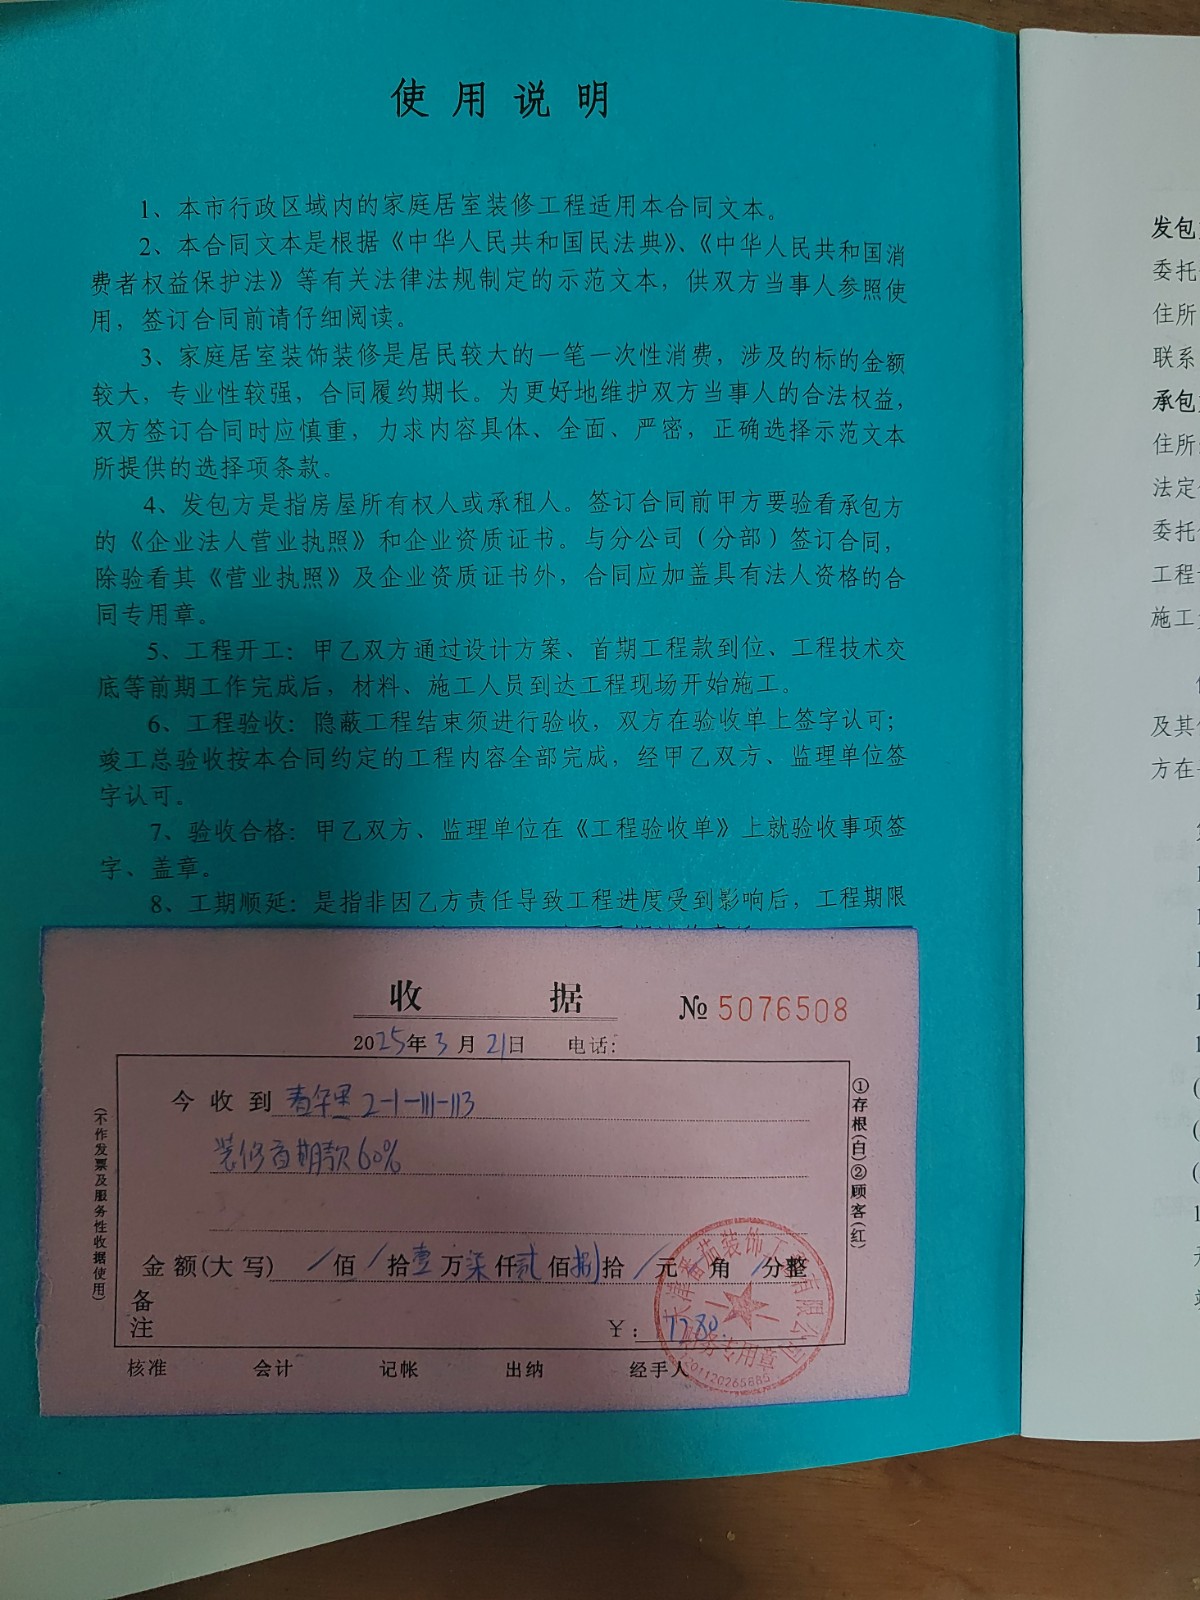 使用说明
1、本市行政区域内的家庭居室装修工程适用本合同文本。
2、本合同文本是根据《中华人民共和国民法典》、《中华人民共和国消
费者权益保护法》等有关法律法规制定的示范文本，供双方当事人参照使
用，签订合同前请仔细阅读。
3、家庭居室装饰装修是居民较大的一笔一次性消费，涉及的标的金额
较大，专业性较强，合同履约期长。为更好地维护双方当事人的合法权益，
双方签订合同时应慎重，力求内容具体、全面、严密，正确选择示范文本
所提供的选择项条款。
4、发包方是指房屋所有权人或承租人。签订合同前甲方要验看承包方
的《企业法人营业执照》和企业资质证书。与分公司（分部）签订合同，
除验看其《营业执照》及企业资质证书外，合同应加盖具有法人资格的合
同专用章。
5、工程开工：甲乙双方通过设计方案、首期工程款到位、工程技术交
底等前期工作完成后，材料、施工人员到达工程现场开始施工。
6、工程验收：隐蔽工程结束须进行验收，双方在验收单上签字认可；
竣工总验收按本合同约定的工程内容全部完成，经甲乙双方、监理单位签
字认可。
7、验收合格：甲乙双方、监理单位在《工程验收单》上就验收事项签
字、盖章。
8、工期顺延：是指非因乙方责任导致工程进度受到影响后，工程期限
收 据 № 5076508
2025年3月21日 电话:
今收到 2-1-111-113
装修首期款60%
金额(大写) /佰/拾壹万柒仟贰佰捌拾/元/角/分整
备
注
¥: 7280
核准 会计 记帐 出纳 经手人
(不作发票及服务性收据使用)
①存根(白)②顾客(红)
天津番茄装饰工程有限公司
财务专用章
发包
委托
住所
联系
承包
住所
法定
委托
工程
施工
及其
方在